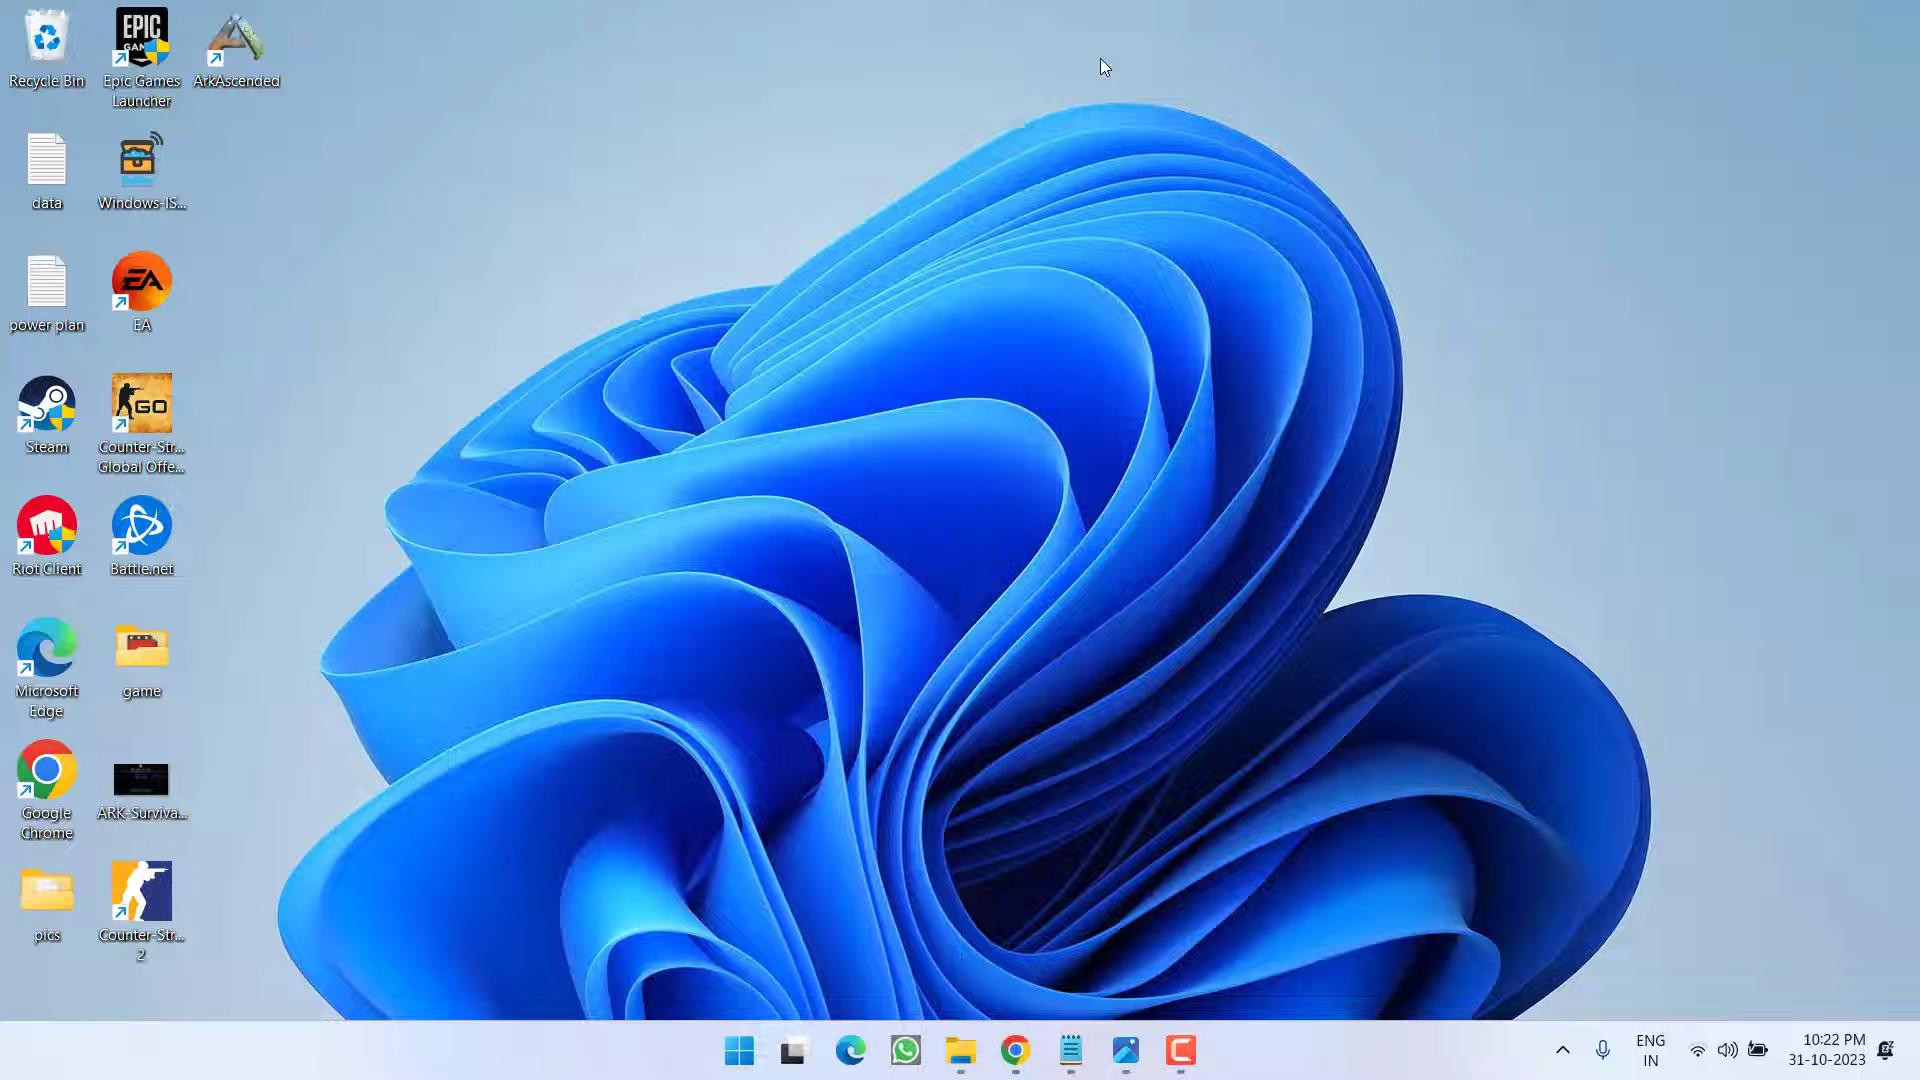 Recycle Bin
EPIC
GAMES
Epic Games
Launcher
ArkAscended
data
Windows-IS...
power plan
EA
EA
Steam
GO
Counter-Str...
Global Offe...
Riot Client
Battle.net
Microsoft
Edge
game
Google
Chrome
ARK-Surviva...
pics
Counter-Str...
2
ENG
IN
10:22 PM
31-10-2023